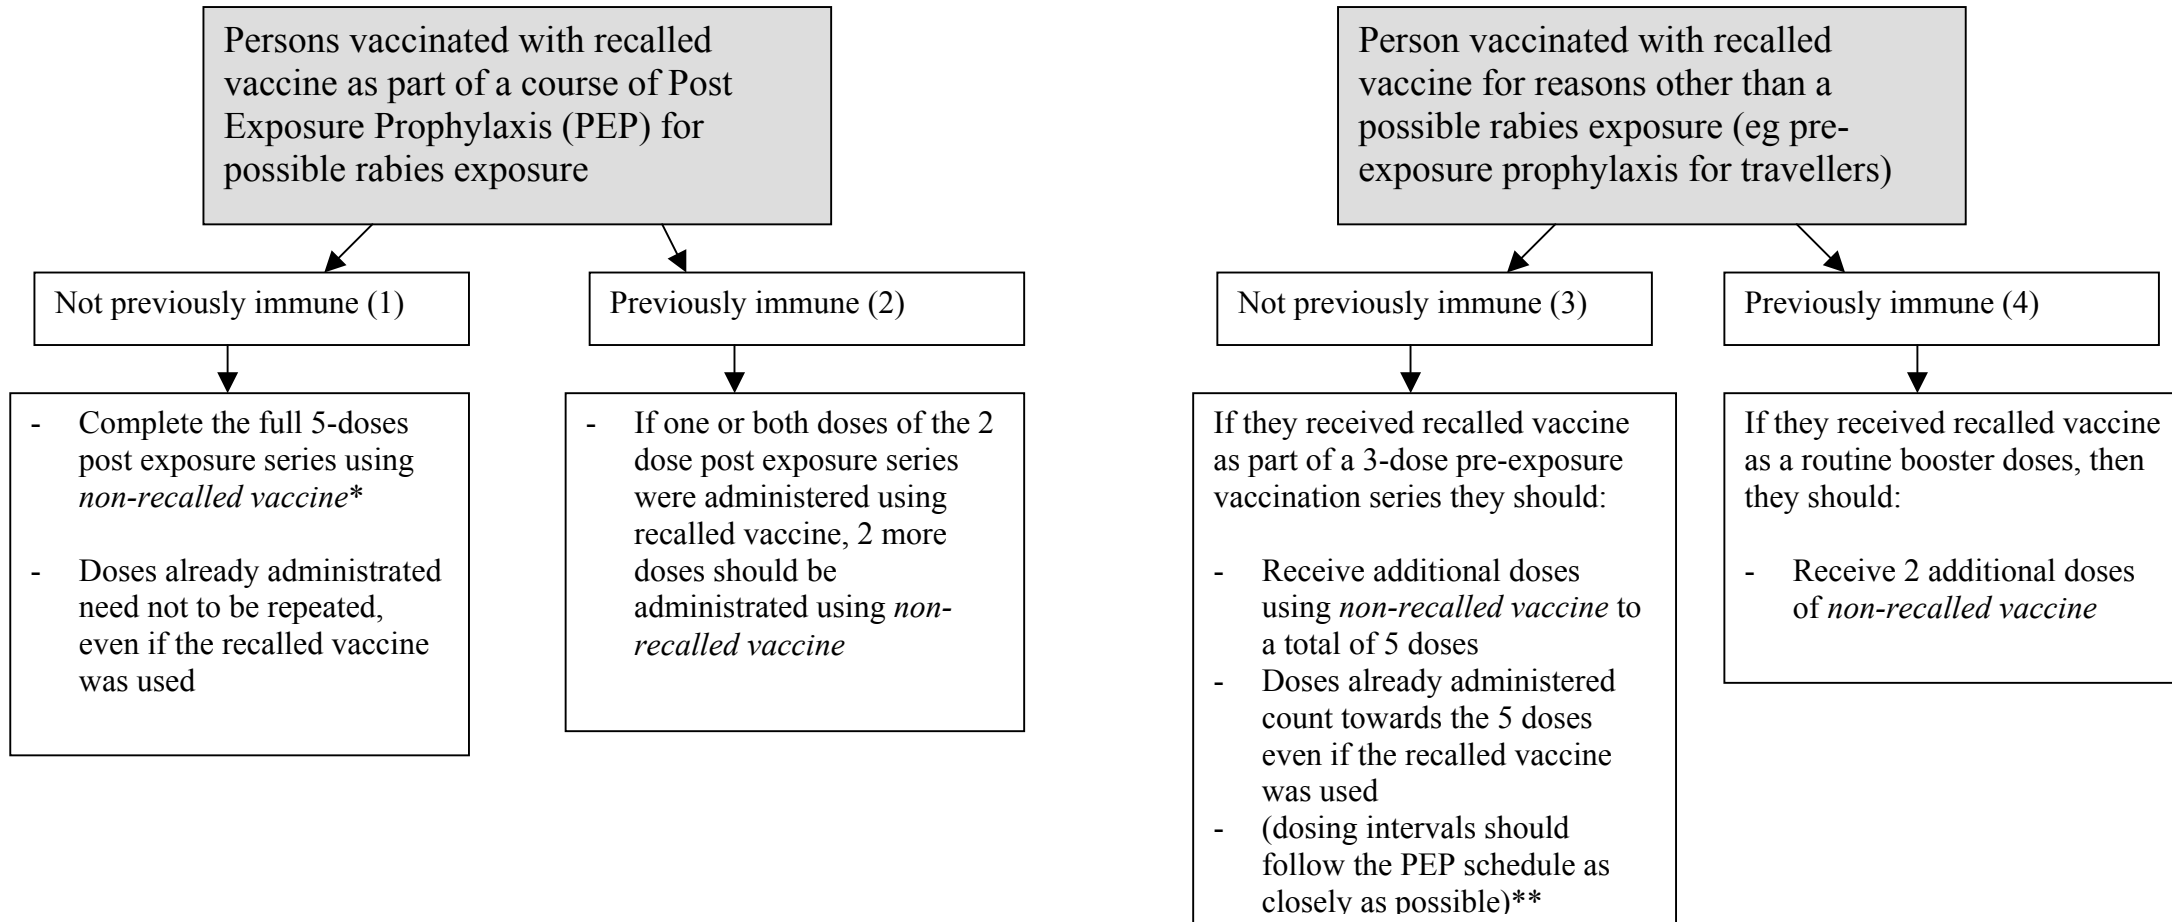 Persons vaccinated with recalled
vaccine as part of a course of Post
Exposure Prophylaxis (PEP) for
possible rabies exposure
Person vaccinated with recalled
vaccine for reasons other than a
possible rabies exposure (eg pre-
exposure prophylaxis for travellers)
Not previously immune (1)
Previously immune (2)
Not previously immune (3)
Previously immune (4)
- Complete the full 5-doses
post exposure series using
non-recalled vaccine*
- Doses already administrated
need not to be repeated,
even if the recalled vaccine
was used
- If one or both doses of the 2
dose post exposure series
were administered using
recalled vaccine, 2 more
doses should be
administrated using non-
recalled vaccine
If they received recalled vaccine
as part of a 3-dose pre-exposure
vaccination series they should:
- Receive additional doses
using non-recalled vaccine to
a total of 5 doses
- Doses already administered
count towards the 5 doses
even if the recalled vaccine
was used
- (dosing intervals should
follow the PEP schedule as
closely as possible)**
If they received recalled vaccine
as a routine booster doses, then
they should:
- Receive 2 additional doses
of non-recalled vaccine